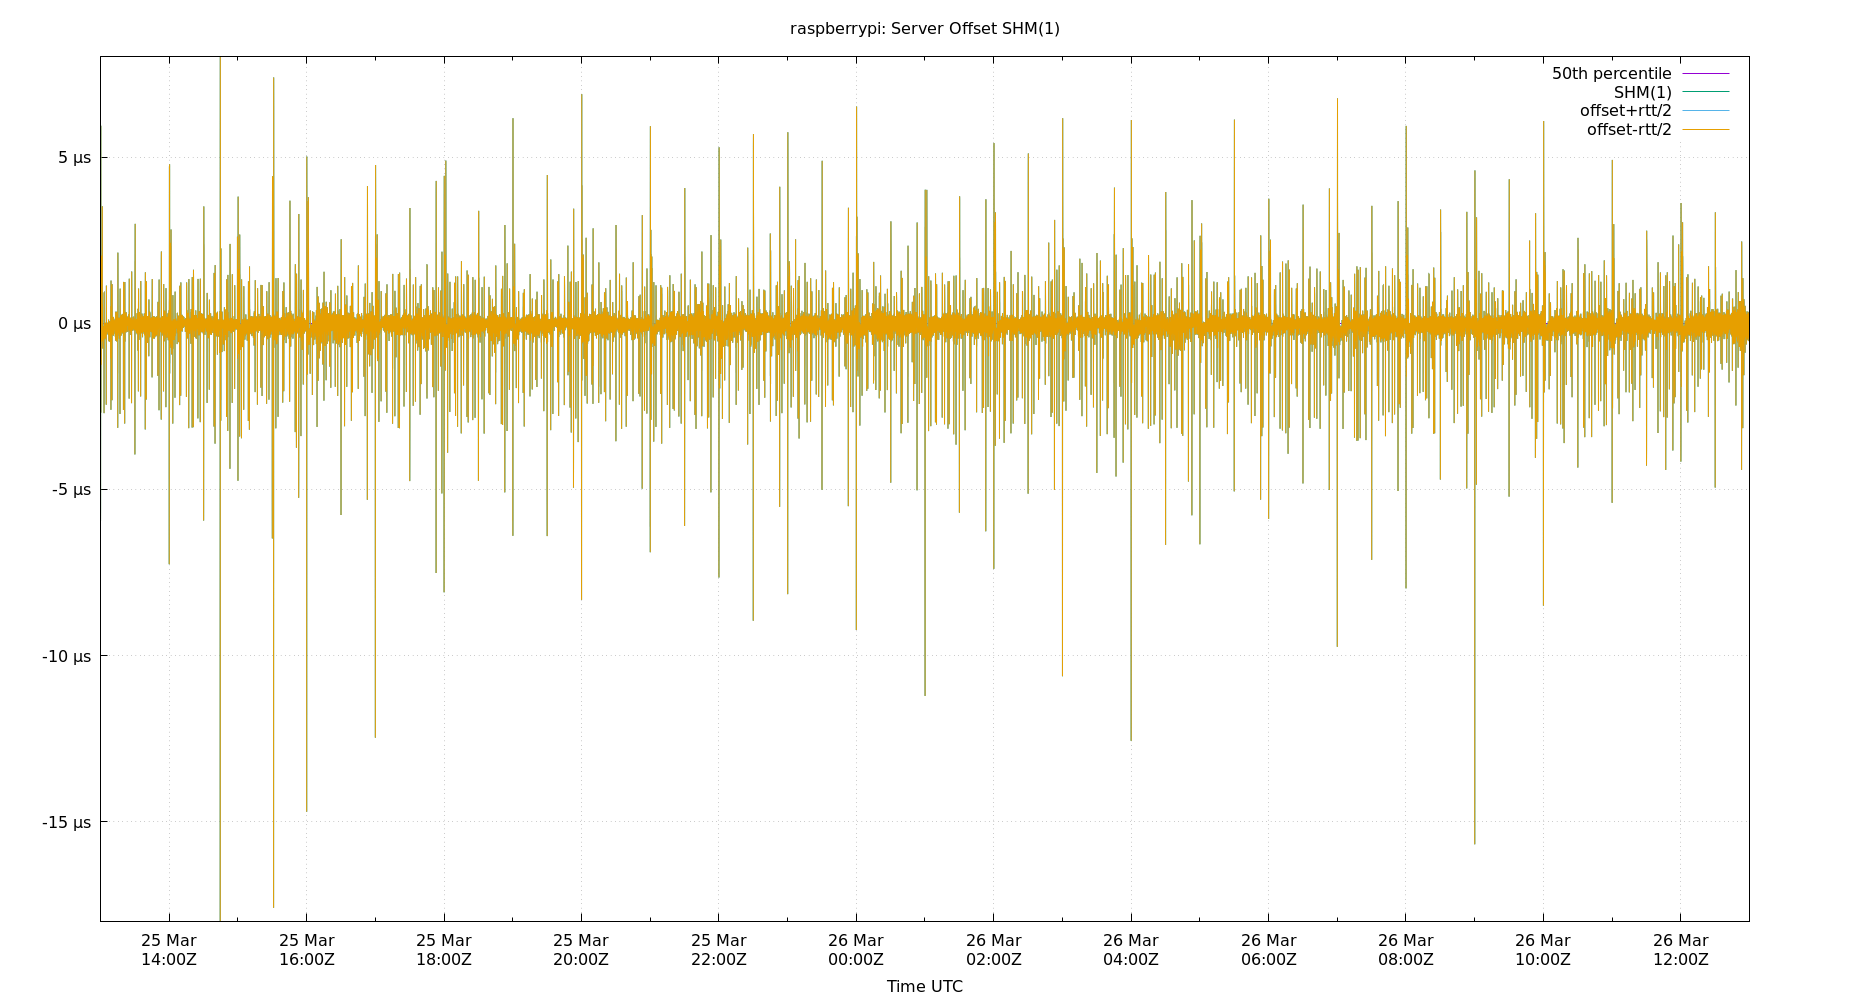 raspberrypi: Server Offset SHM(1)
50th percentile
SHM(1)
offset+rtt/2
offset-rtt/2
5 µs
0 µs
-5 µs
-10 µs
-15 µs
25 Mar 25 Mar 25 Mar 25 Mar 25 Mar 26 Mar 26 Mar 26 Mar 26 Mar 26 Mar 26 Mar 26 Mar
14:00Z 16:00Z 18:00Z 20:00Z 22:00Z 00:00Z 02:00Z 04:00Z 06:00Z 08:00Z 10:00Z 12:00Z
Time UTC